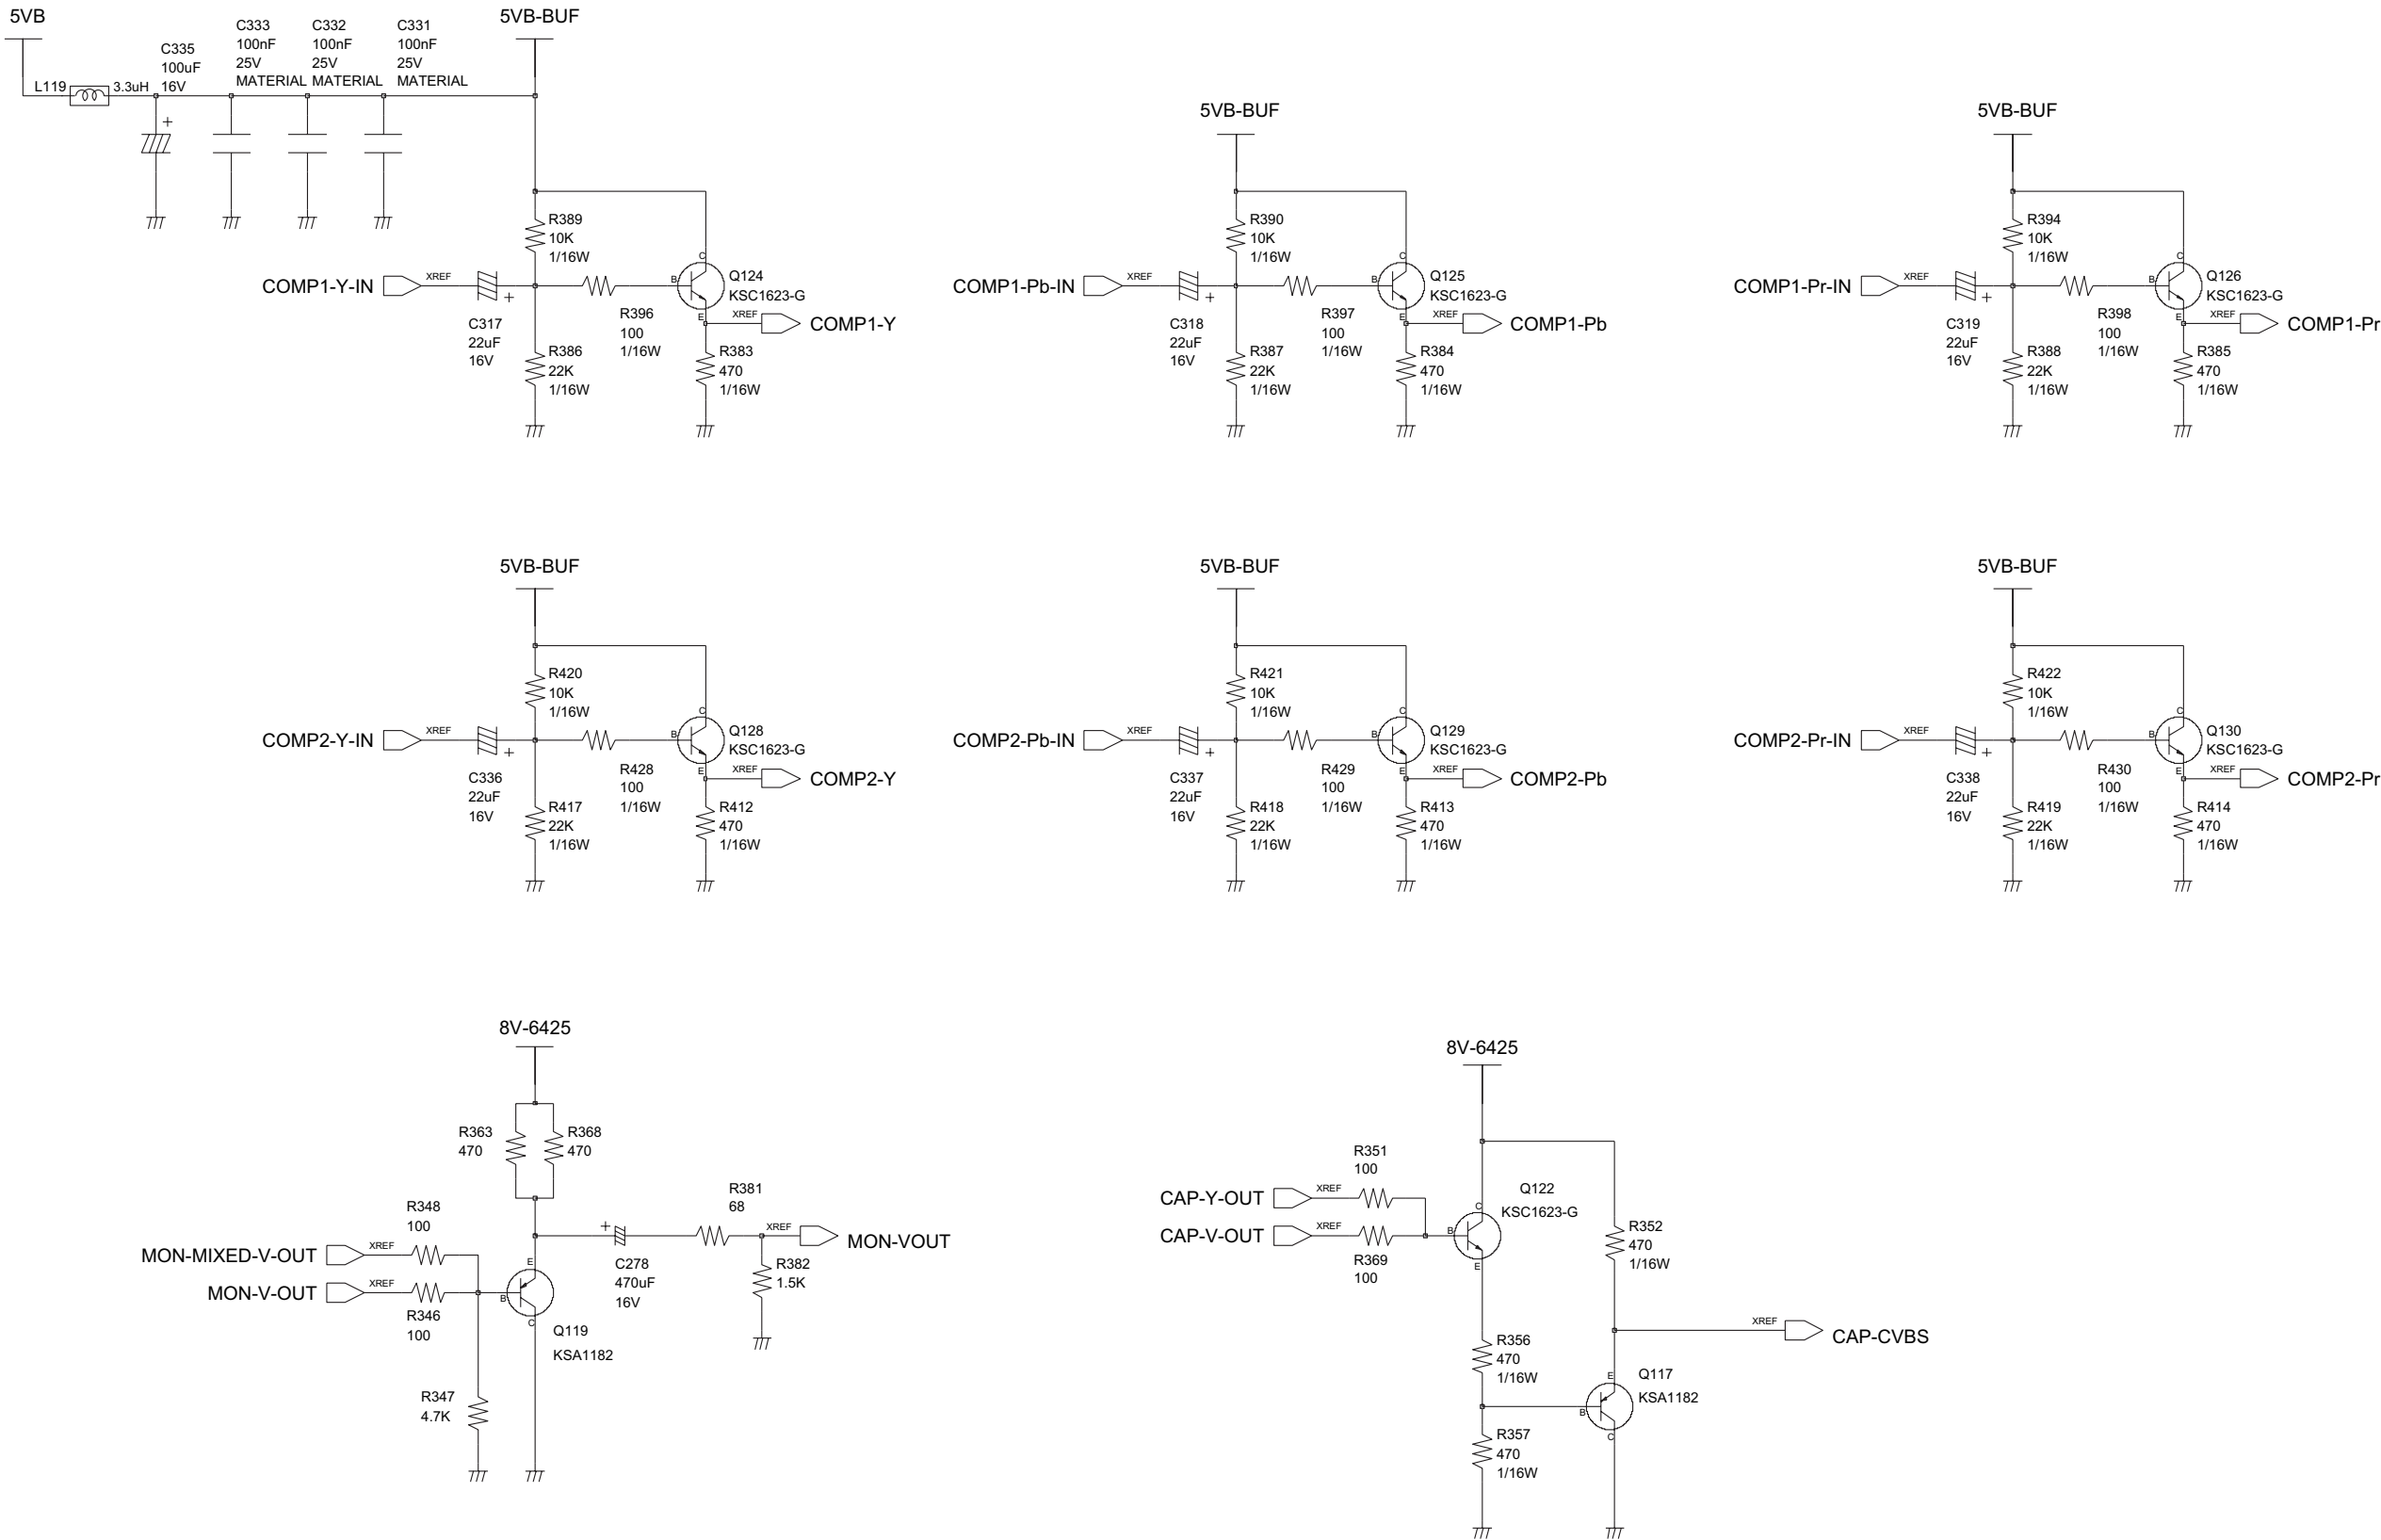 5VB
C335
100uF
16V
C333
100nF
25V
MATERIAL
C332
100nF
25V
MATERIAL
C331
100nF
25V
MATERIAL
5VB-BUF
L119
3.3uH
+
R389
10K
1/16W
COMP1-Y-IN
XREF
+
C317
22uF
16V
R386
22K
1/16W
R396
100
1/16W
C
B
E
Q124
KSC1623-G
XREF
COMP1-Y
R383
470
1/16W
5VB-BUF
R390
10K
1/16W
COMP1-Pb-IN
XREF
+
C318
22uF
16V
R387
22K
1/16W
R397
100
1/16W
C
B
E
Q125
KSC1623-G
XREF
COMP1-Pb
R384
470
1/16W
5VB-BUF
R394
10K
1/16W
COMP1-Pr-IN
XREF
+
C319
22uF
16V
R388
22K
1/16W
R398
100
1/16W
C
B
E
Q126
KSC1623-G
XREF
COMP1-Pr
R385
470
1/16W
5VB-BUF
R420
10K
1/16W
COMP2-Y-IN
XREF
+
C336
22uF
16V
R417
22K
1/16W
R428
100
1/16W
C
B
E
Q128
KSC1623-G
XREF
COMP2-Y
R412
470
1/16W
5VB-BUF
R421
10K
1/16W
COMP2-Pb-IN
XREF
+
C337
22uF
16V
R418
22K
1/16W
R429
100
1/16W
C
B
E
Q129
KSC1623-G
XREF
COMP2-Pb
R413
470
1/16W
5VB-BUF
R422
10K
1/16W
COMP2-Pr-IN
XREF
+
C338
22uF
16V
R419
22K
1/16W
R430
100
1/16W
C
B
E
Q130
KSC1623-G
XREF
COMP2-Pr
R414
470
1/16W
8V-6425
R363
470
R368
470
R348
100
MON-MIXED-V-OUT
XREF
MON-V-OUT
XREF
R346
100
R347
4.7K
E
B
C
Q119
KSA1182
+
C278
470uF
16V
R381
68
XREF
MON-VOUT
R382
1.5K
8V-6425
R351
100
CAP-Y-OUT
XREF
CAP-V-OUT
XREF
R369
100
C
B
E
Q122
KSC1623-G
R352
470
1/16W
R356
470
1/16W
XREF
CAP-CVBS
E
B
C
Q117
KSA1182
R357
470
1/16W